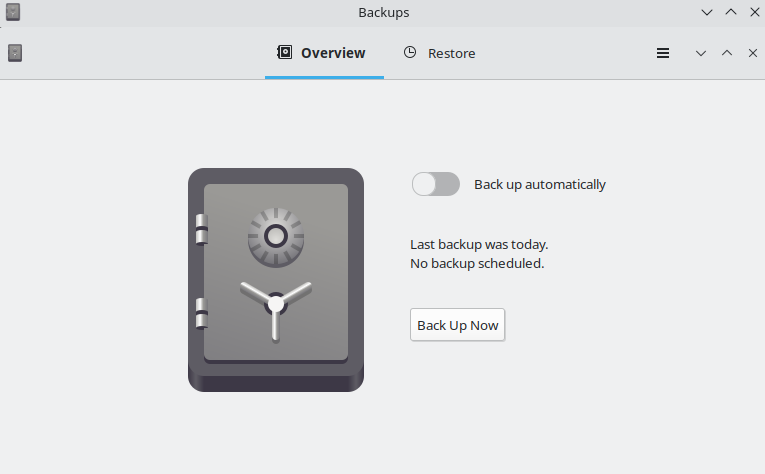 Backups
Overview
Restore
Back up automatically
Last backup was today.
No backup scheduled.
Back Up Now